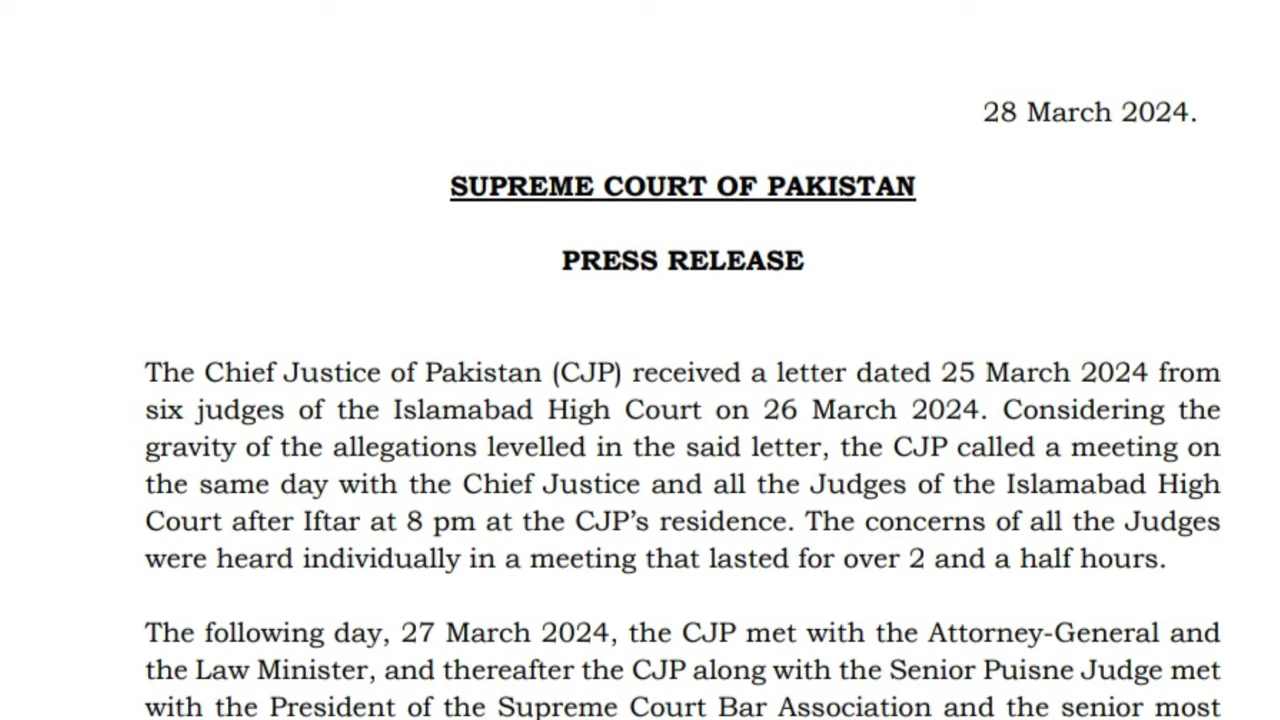 28 March 2024.
SUPREME COURT OF PAKISTAN
PRESS RELEASE
The Chief Justice of Pakistan (CJP) received a letter dated 25 March 2024 from
six judges of the Islamabad High Court on 26 March 2024. Considering the
gravity of the allegations levelled in the said letter, the CJP called a meeting on
the same day with the Chief Justice and all the Judges of the Islamabad High
Court after Iftar at 8 pm at the CJP’s residence. The concerns of all the Judges
were heard individually in a meeting that lasted for over 2 and a half hours.
The following day, 27 March 2024, the CJP met with the Attorney-General and
the Law Minister, and thereafter the CJP along with the Senior Puisne Judge met
with the President of the Supreme Court Bar Association and the senior most